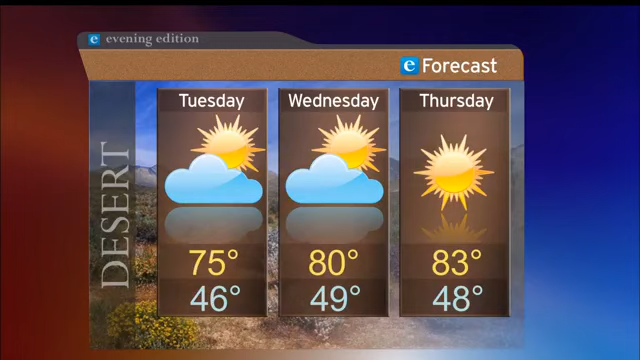 e evening edition
e Forecast
DESERT
Tuesday Wednesday Thursday
75° 80° 83°
46° 49° 48°